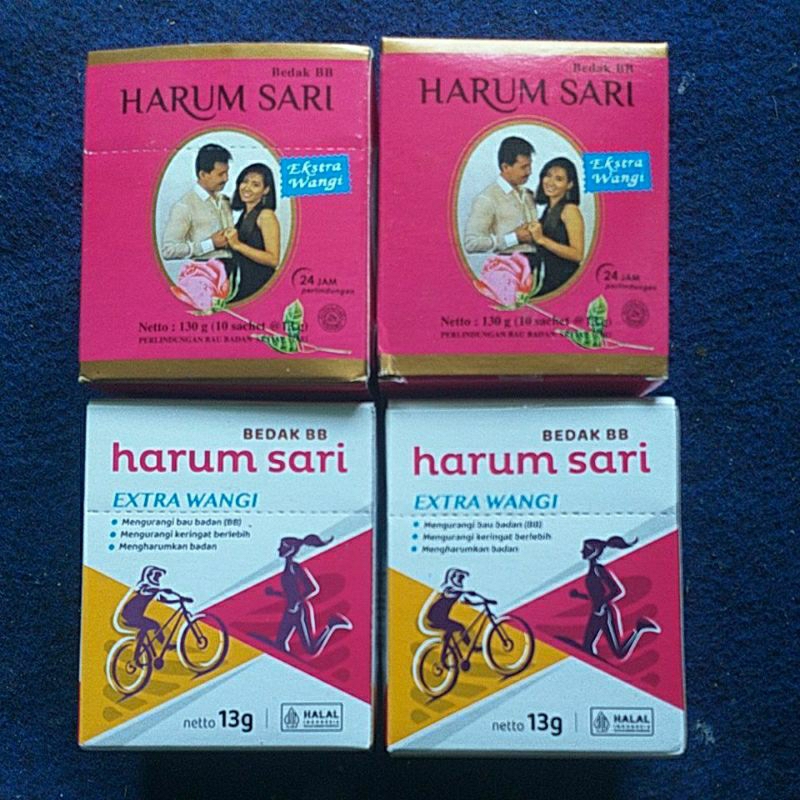 Bedak BB
HARUM SARI
Ekstra
Wangi
24 JAM
perlindungan
Netto : 130 g (10 sachet @
PERLINDUNGAN BAU BADAN
Bedak BB
HARUM SARI
Ekstra
Wangi
24 JAM
perlindungan
Netto : 130 g (10 sachet @
PERLINDUNGAN BAU BADAN
BEDAK BB
harum sari
EXTRA WANGI
• Mengurangi bau badan (BB)
• Mengurangi keringat berlebih
• Mengharumkan badan
netto 13g
HALAL
INDONESIA
BEDAK BB
harum sari
EXTRA WANGI
• Mengurangi bau badan (BB)
• Mengurangi keringat berlebih
• Mengharumkan badan
netto 13g
HALAL
INDONESIA